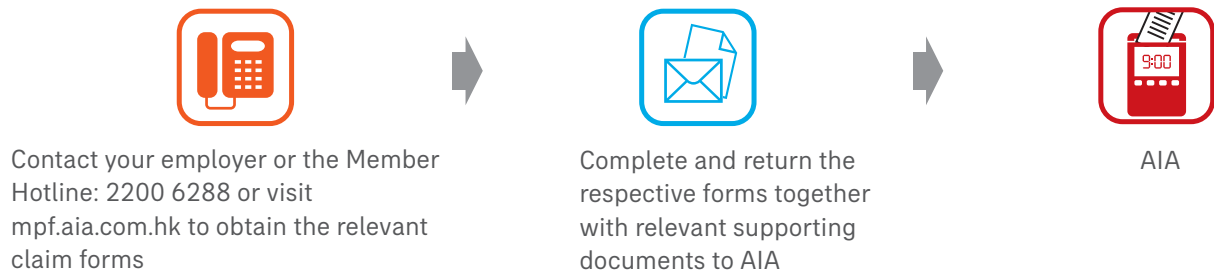 9:00
Contact your employer or the Member
Hotline: 2200 6288 or visit
mpf.aia.com.hk to obtain the relevant
claim forms
Complete and return the
respective forms together
with relevant supporting
documents to AIA
AIA